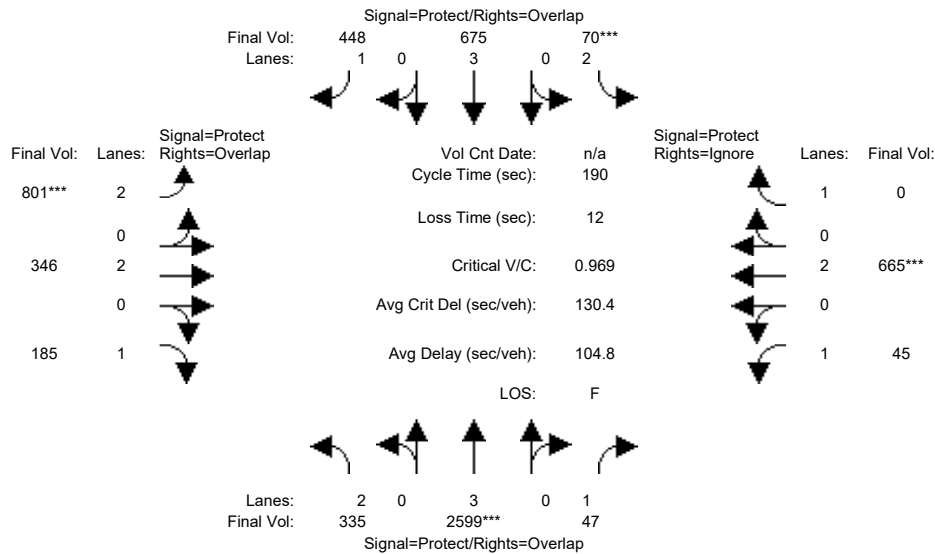 Signal=Protect/Rights=Overlap
Final Vol: 448 675 70***
Lanes: 1 0 3 0 2
Signal=Protect
Final Vol: Lanes: Rights=Overlap
Vol Cnt Date: n/a
Signal=Protect
Rights=Ignore Lanes: Final Vol:
Cycle Time (sec): 190
801*** 2
1 0
Loss Time (sec): 12
0
0
346 2
Critical V/C: 0.969
2 665***
0
Avg Crit Del (sec/veh): 130.4
0
185 1
Avg Delay (sec/veh): 104.8
1 45
LOS: F
Lanes: 2 0 3 0 1
Final Vol: 335 2599*** 47
Signal=Protect/Rights=Overlap